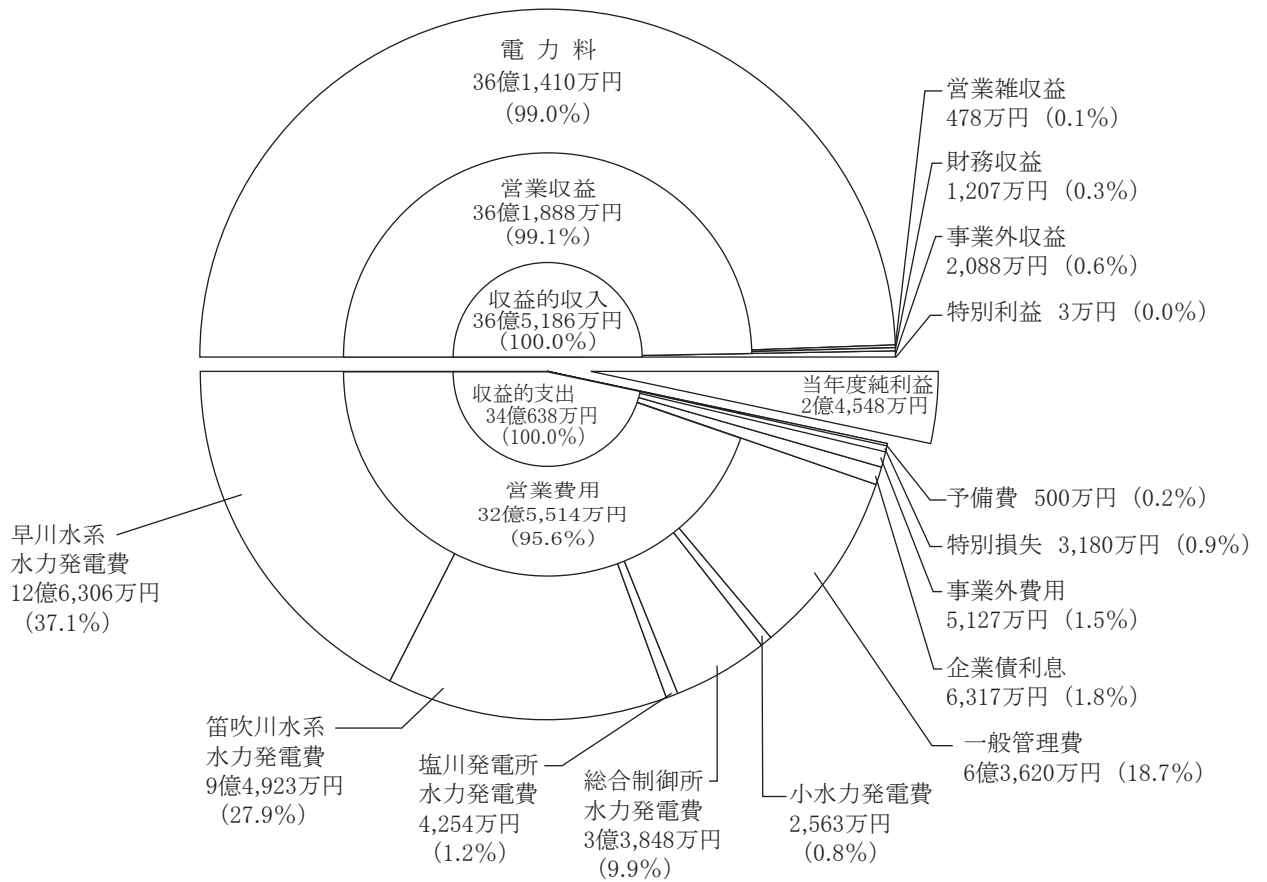 電力料
36億1,410万円
(99.0%)
営業収益
36億1,888万円
(99.1%)
収益的収入
36億5,186万円
(100.0%)
営業雑収益
478万円 (0.1%)
財務収益
1,207万円 (0.3%)
事業外収益
2,088万円 (0.6%)
特別利益 3万円 (0.0%)
当年度純利益
2億4,548万円
収益的支出
34億638万円
(100.0%)
営業費用
32億5,514万円
(95.6%)
予備費 500万円 (0.2%)
特別損失 3,180万円 (0.9%)
事業外費用
5,127万円 (1.5%)
企業債利息
6,317万円 (1.8%)
一般管理費
6億3,620万円 (18.7%)
早川水系
水力発電費
12億6,306万円
(37.1%)
笛吹川水系
水力発電費
9億4,923万円
(27.9%)
塩川発電所
水力発電費
4,254万円
(1.2%)
総合制御所
水力発電費
3億3,848万円
(9.9%)
小水力発電費
2,563万円
(0.8%)